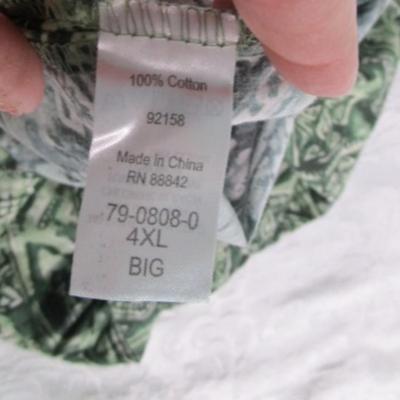 100% Cotton
92158
Made in China
RN 88842
79-0808-0
4XL
BIG